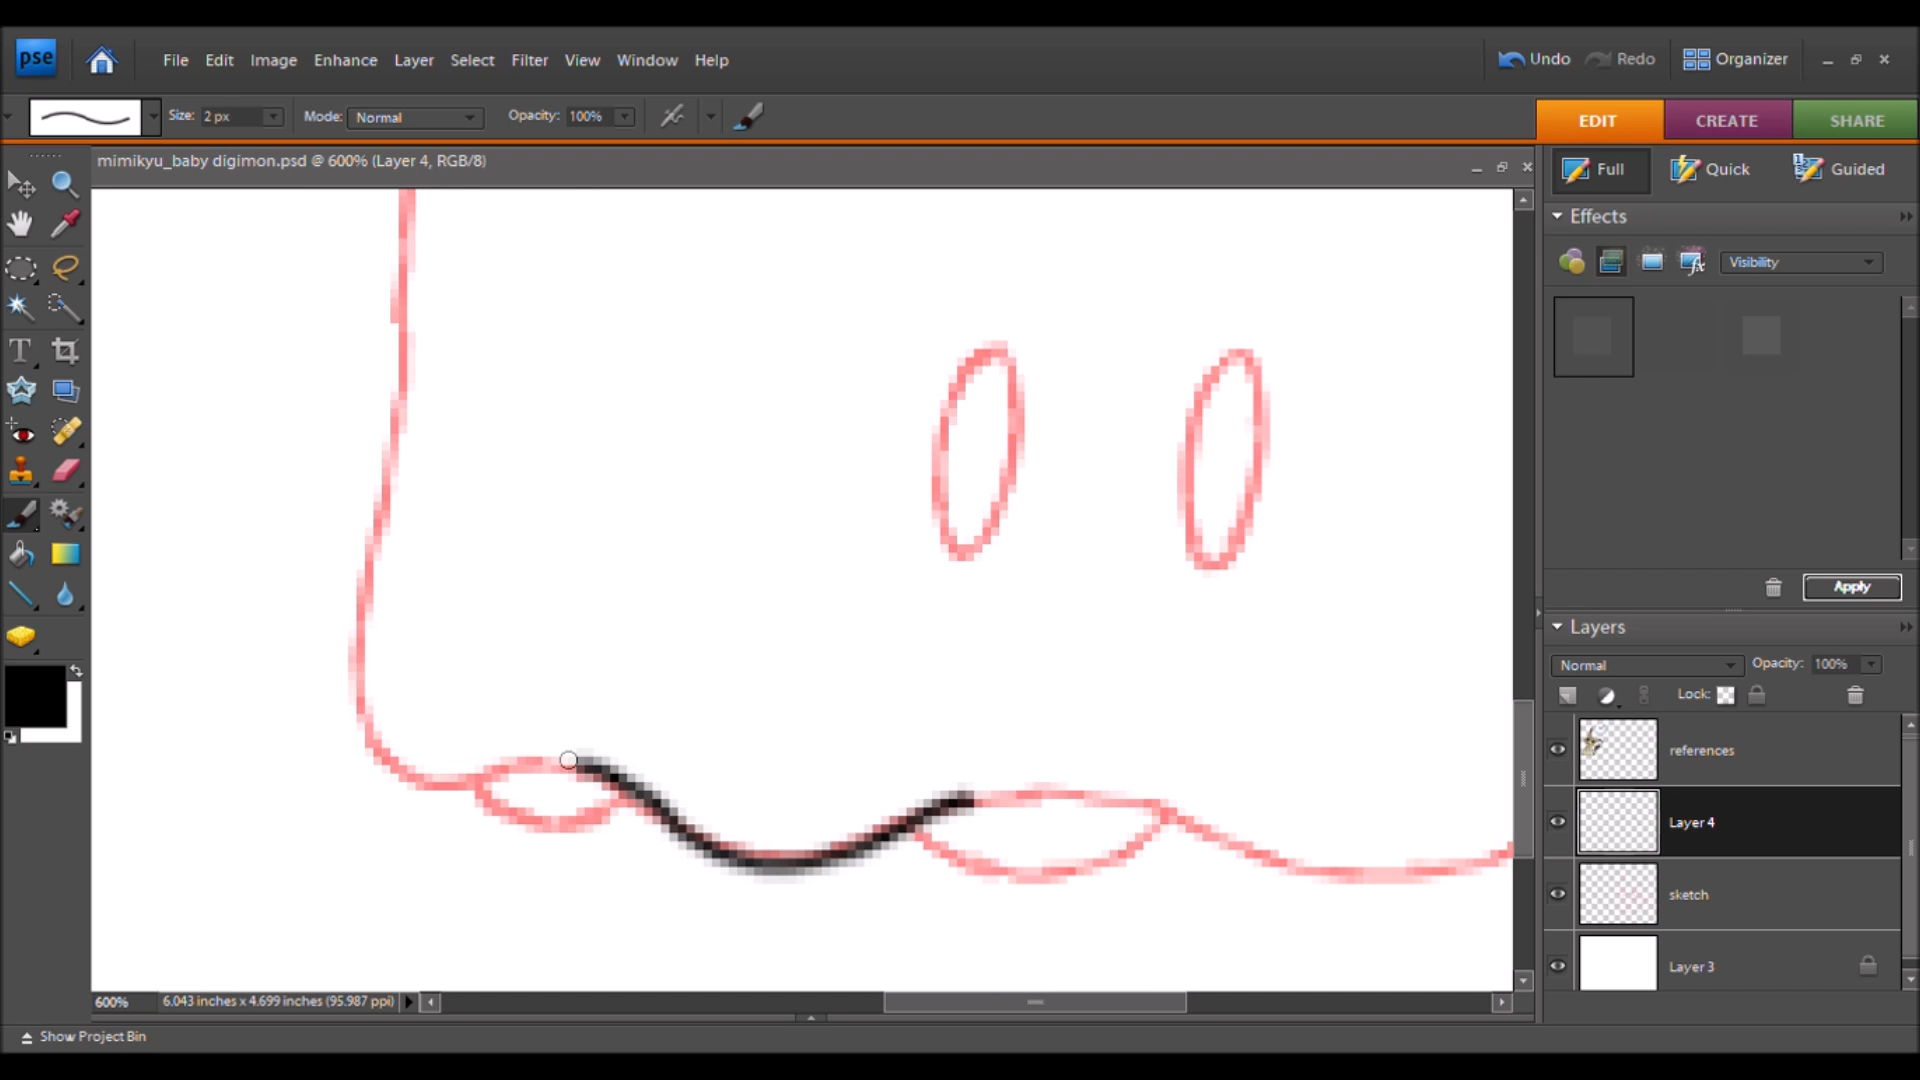 pse File Edit Image Enhance Layer Select Filter View Window Help Undo Redo Organizer
Size: 2 px Mode: Normal Opacity: 100% EDIT CREATE SHARE
mimikyu_baby digimon.psd @ 600% (Layer 4, RGB/8)
Full Quick Guided
Effects
Visibility
Apply
Layers
Normal Opacity: 100%
Lock:
references
Layer 4
sketch
Layer 3
600% 6.043 inches x 4.699 inches (95.987 ppi)
Show Project Bin